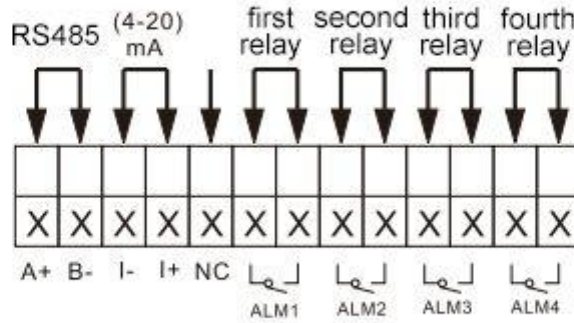 RS485 (4-20) mA first relay second relay third relay fourth relay
X X X X X X X X X X X X X
A+ B- I- I+ NC
ALM1 ALM2 ALM3 ALM4